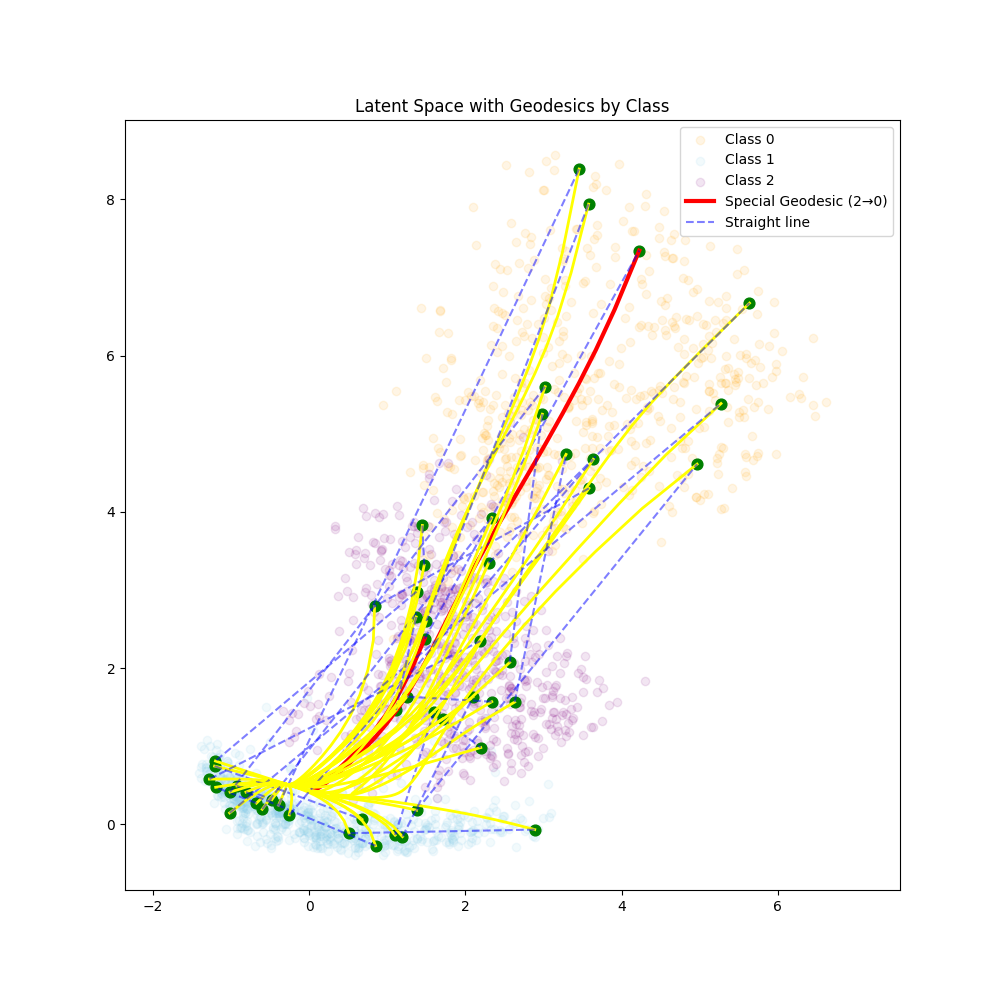 Latent Space with Geodesics by Class
Class 0
Class 1
Class 2
Special Geodesic (2→0)
Straight line
8
6
4
2
0
−2
0
2
4
6